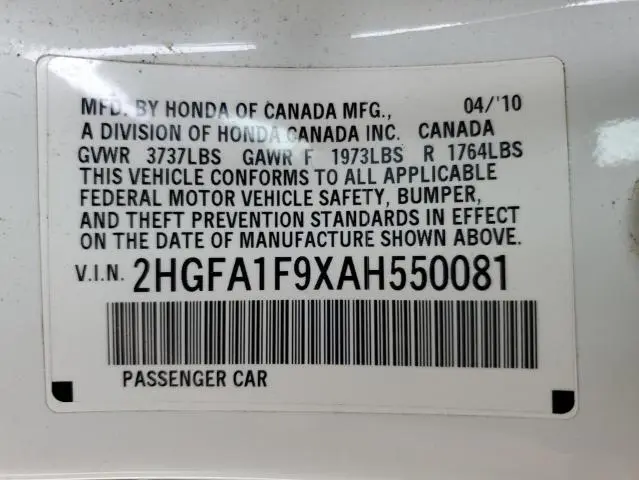 MFD. BY HONDA OF CANADA MFG., 04/'10
A DIVISION OF HONDA CANADA INC. CANADA
GVWR 3737LBS GAWR F 1973LBS R 1764LBS
THIS VEHICLE CONFORMS TO ALL APPLICABLE
FEDERAL MOTOR VEHICLE SAFETY, BUMPER,
AND THEFT PREVENTION STANDARDS IN EFFECT
ON THE DATE OF MANUFACTURE SHOWN ABOVE.
V.I.N. 2HGFA1F9XAH550081
PASSENGER CAR